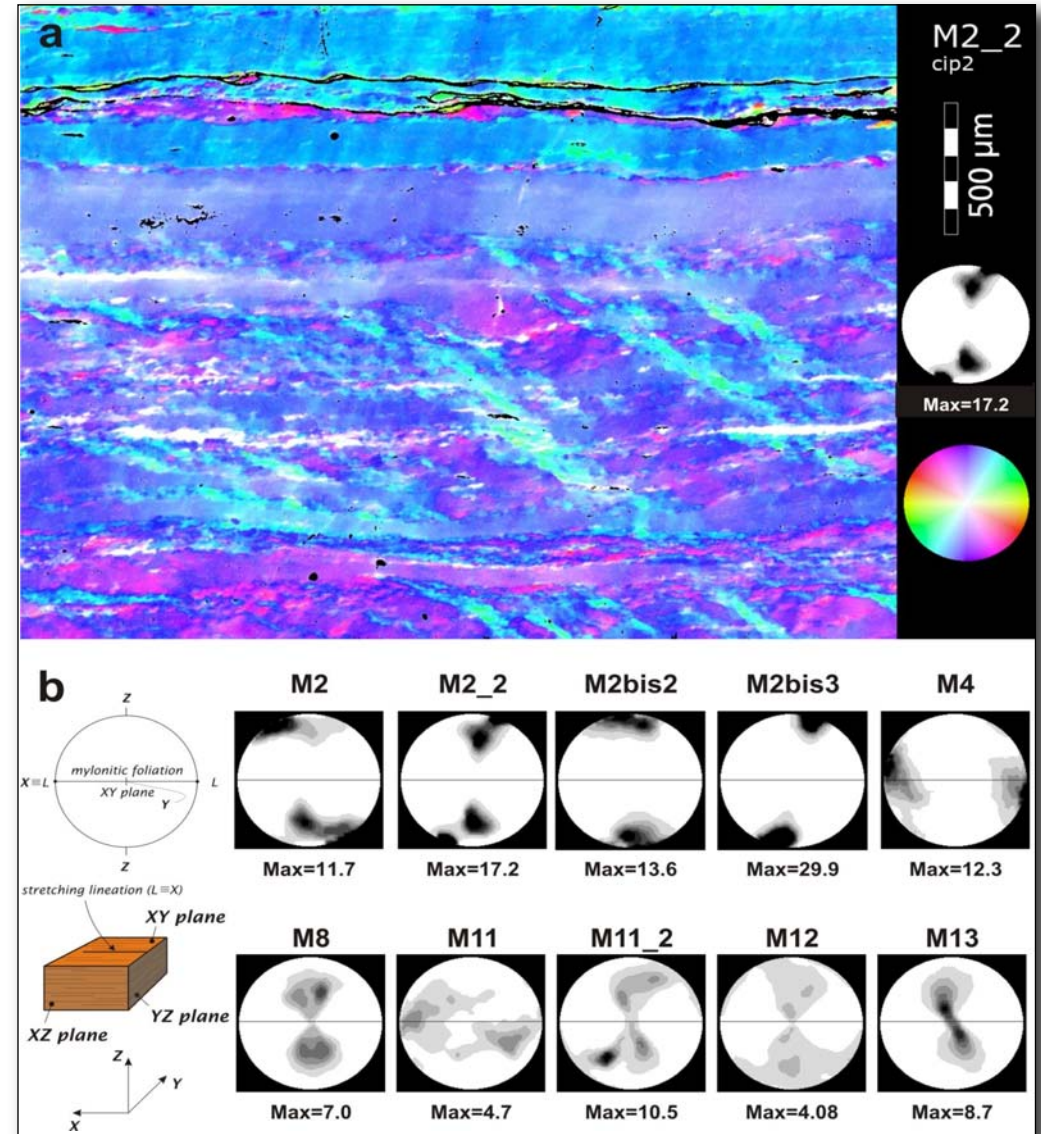 a
M2_2
cip2
500 µm
Max=17.2
b
Z
mylonitic foliation
X≡L
L
XY plane
Y
Z
stretching lineation (L≡X)
XY plane
YZ plane
XZ plane
Z
Y
X
M2
M2_2
M2bis2
M2bis3
M4
Max=11.7
Max=17.2
Max=13.6
Max=29.9
Max=12.3
M8
M11
M11_2
M12
M13
Max=7.0
Max=4.7
Max=10.5
Max=4.08
Max=8.7